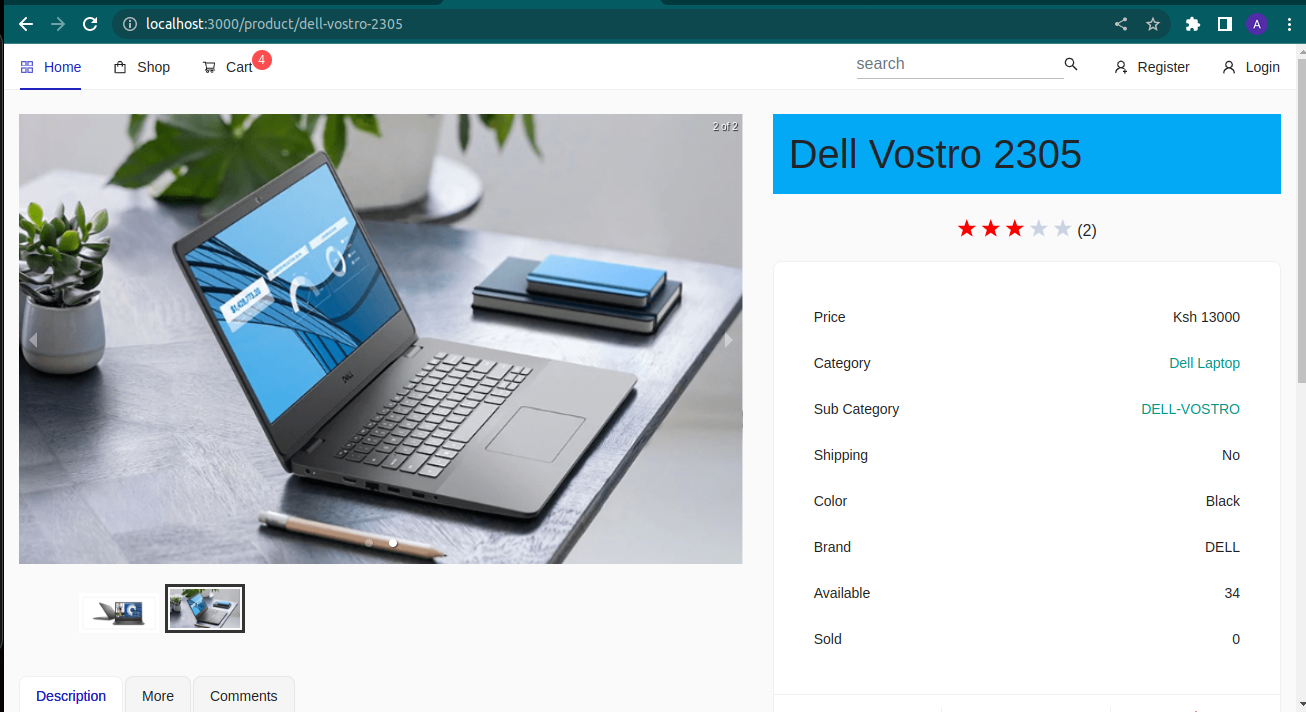 localhost:3000/product/dell-vostro-2305
A
Home Shop Cart 4 search Register Login
2 of 2
DELL
Dell Vostro 2305
(2)
Price Ksh 13000
Category Dell Laptop
Sub Category DELL-VOSTRO
Shipping No
Color Black
Brand DELL
Available 34
Sold 0
Description More Comments